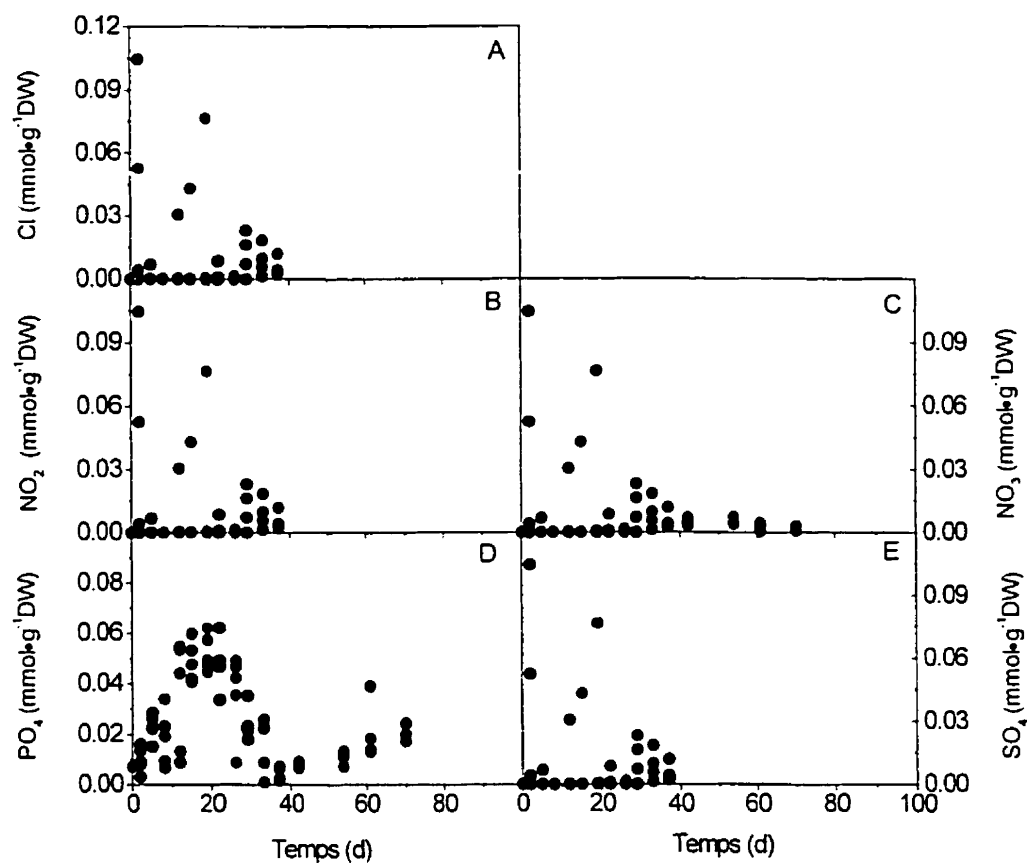 0.12
0.09
0.06
0.03
0.00
Cl (mmol•g⁻¹DW)
A
0.09
0.06
0.03
0.00
NO₂ (mmol•g⁻¹DW)
B
C
0.09
0.06
0.03
0.00
NO₃ (mmol•g⁻¹DW)
0.08
0.06
0.04
0.02
0.00
PO₄ (mmol•g⁻¹DW)
D
E
0.09
0.06
0.03
0.00
SO₄ (mmol•g⁻¹DW)
0 20 40 60 80
0 20 40 60 80 100
Temps (d)
Temps (d)